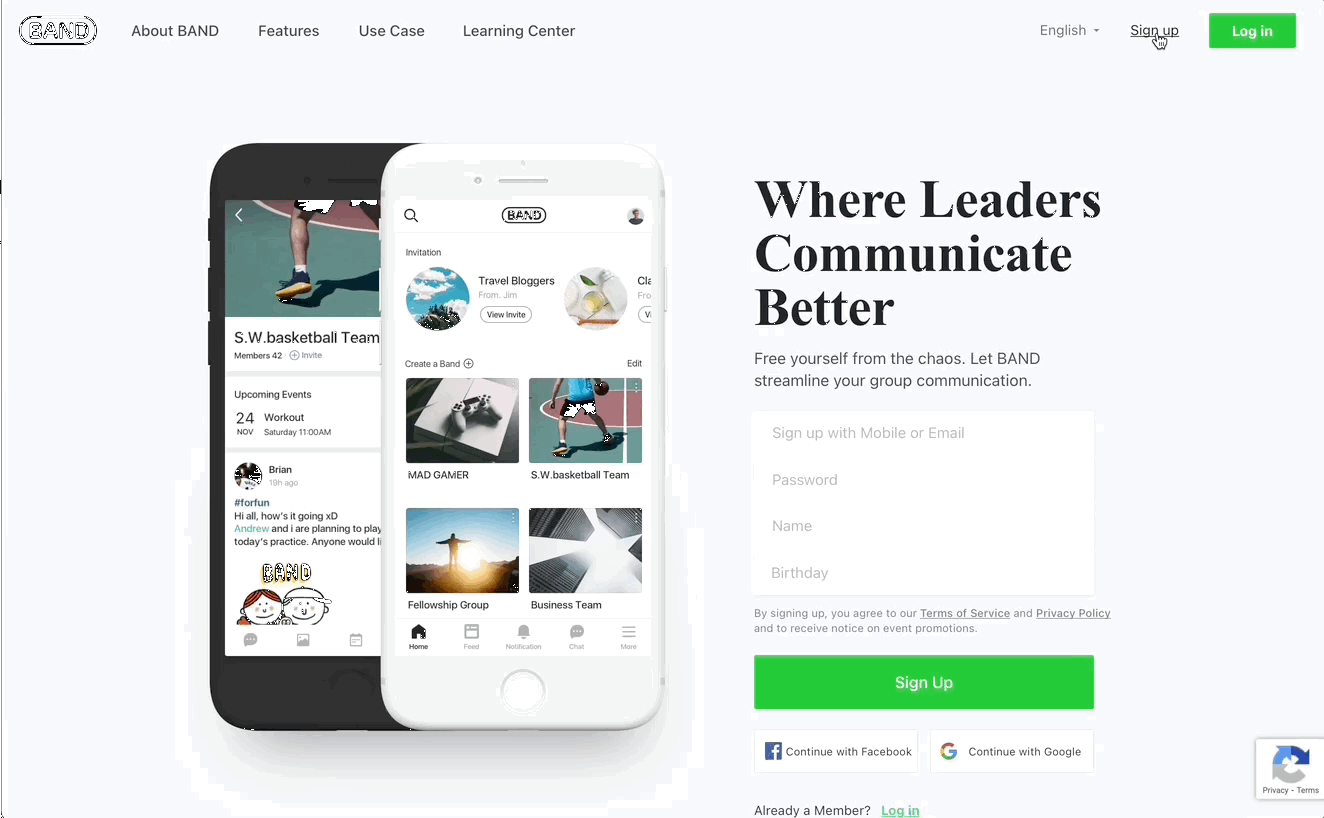 BAND
About BAND
Features
Use Case
Learning Center
English
Sign up
Log in
S.W.basketball Team
Members 42 · Invite
Upcoming Events
24
NOV
Workout
Saturday 11:00AM
Brian
19h ago
#forfun
Hi all, how's it going xD
Andrew and i are planning to play
today's practice. Anyone would li
BAND
BAND
Invitation
Travel Bloggers
From. Jim
View Invite
Cla
Fro
Vi
Create a Band
Edit
MAD GAMER
S.W.basketball Team
Fellowship Group
Business Team
Home
Feed
Notification
Chat
More
Where Leaders
Communicate
Better
Free yourself from the chaos. Let BAND
streamline your group communication.
Sign up with Mobile or Email
Password
Name
Birthday
By signing up, you agree to our Terms of Service and Privacy Policy
and to receive notice on event promotions.
Sign Up
Continue with Facebook
Continue with Google
Already a Member? Log in
Privacy - Terms